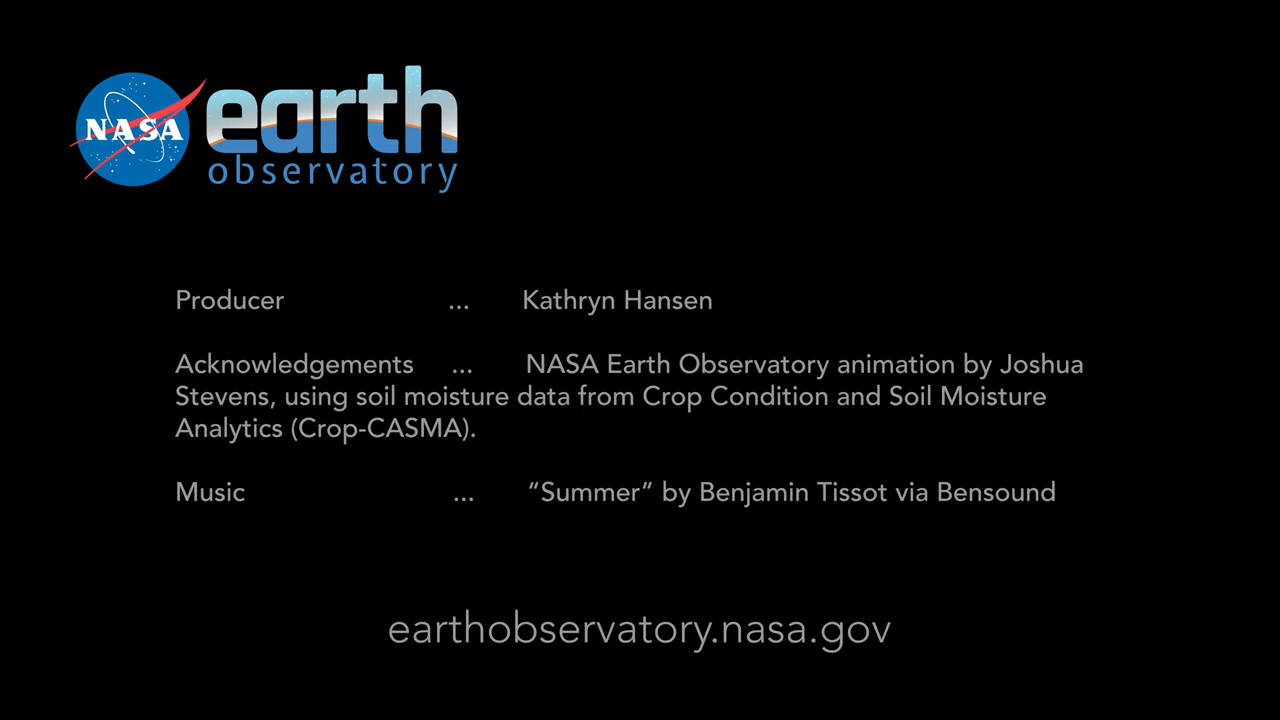 NASA
earth
observatory
Producer ... Kathryn Hansen
Acknowledgements ... NASA Earth Observatory animation by Joshua
Stevens, using soil moisture data from Crop Condition and Soil Moisture
Analytics (Crop-CASMA).
Music ... “Summer” by Benjamin Tissot via Bensound
earthobservatory.nasa.gov